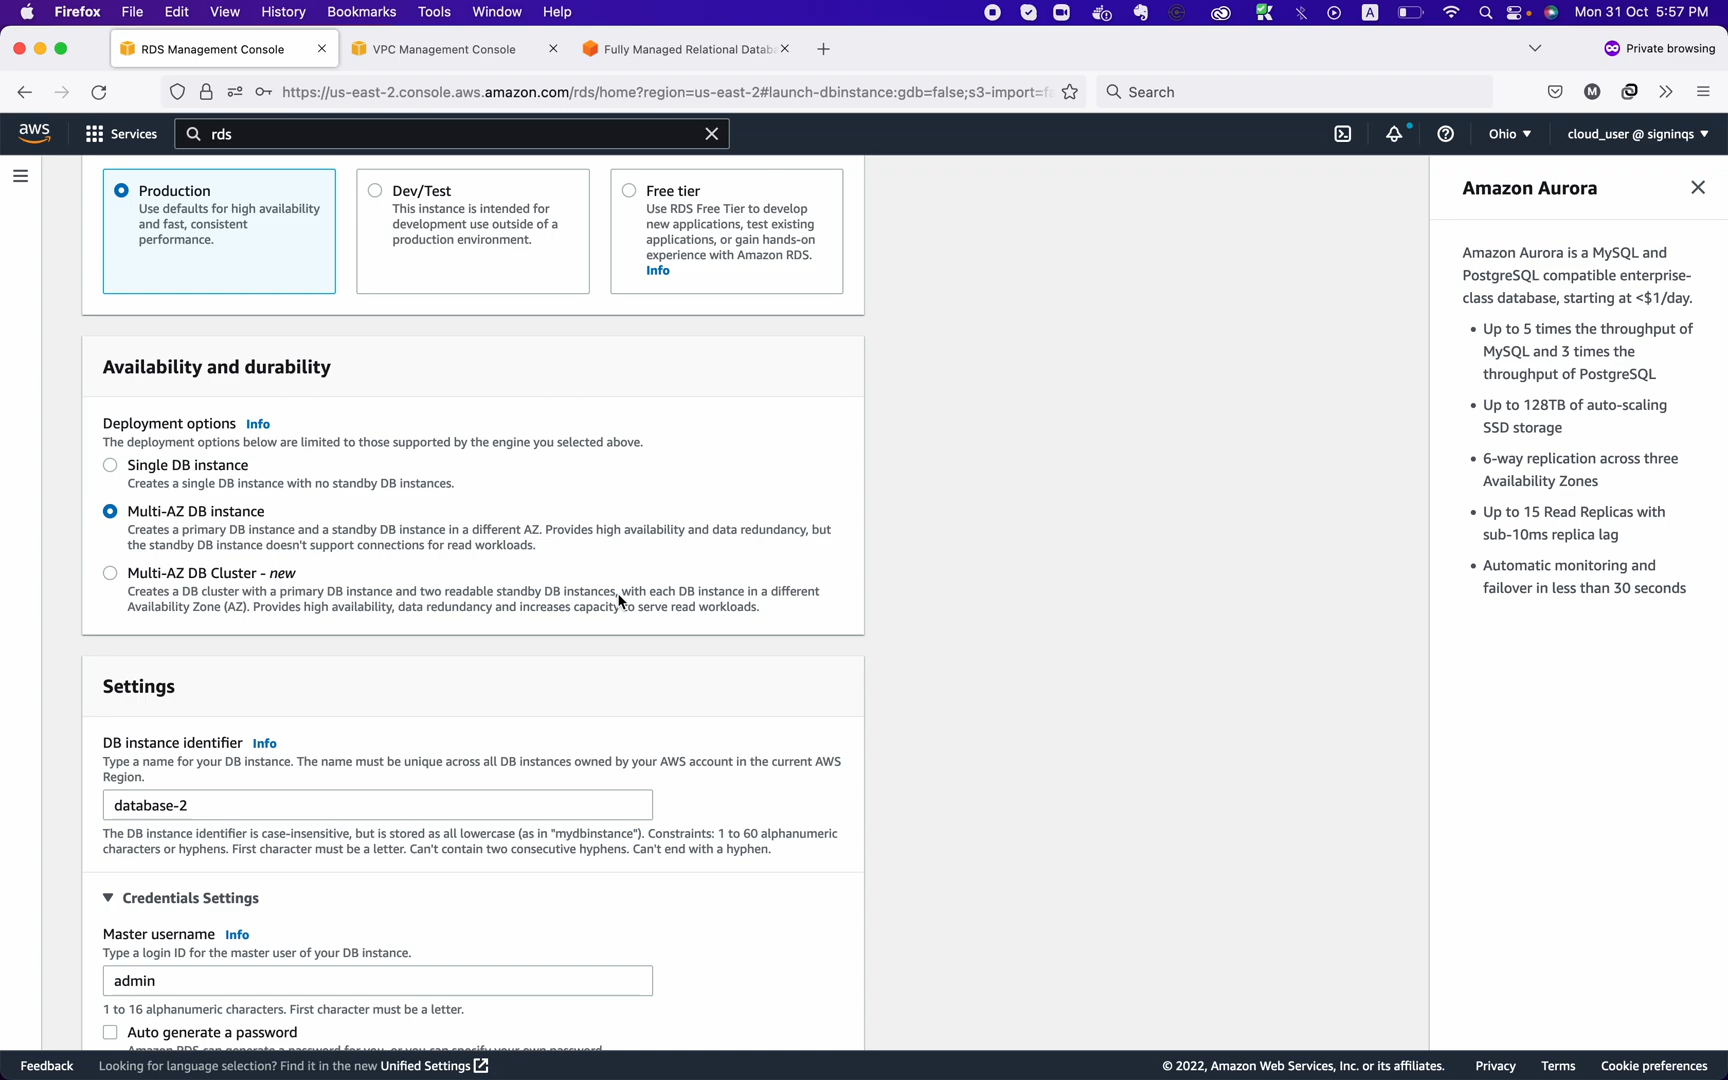 Firefox File Edit View History Bookmarks Tools Window Help A Mon 31 Oct 5:57 PM
RDS Management Console VPC Management Console Fully Managed Relational Datab Private browsing
https://us-east-2.console.aws.amazon.com/rds/home?region=us-east-2#launch-dbinstance:gdb=false;s3-import=f Search M
aws Services rds Ohio cloud_user @ signinqs
Production
Use defaults for high availability
and fast, consistent
performance.
Dev/Test
This instance is intended for
development use outside of a
production environment.
Free tier
Use RDS Free Tier to develop
new applications, test existing
applications, or gain hands-on
experience with Amazon RDS.
Info
Availability and durability
Deployment options Info
The deployment options below are limited to those supported by the engine you selected above.
Single DB instance
Creates a single DB instance with no standby DB instances.
Multi-AZ DB instance
Creates a primary DB instance and a standby DB instance in a different AZ. Provides high availability and data redundancy, but
the standby DB instance doesn't support connections for read workloads.
Multi-AZ DB Cluster - new
Creates a DB cluster with a primary DB instance and two readable standby DB instances, with each DB instance in a different
Availability Zone (AZ). Provides high availability, data redundancy and increases capacity to serve read workloads.
Settings
DB instance identifier Info
Type a name for your DB instance. The name must be unique across all DB instances owned by your AWS account in the current AWS
Region.
database-2
The DB instance identifier is case-insensitive, but is stored as all lowercase (as in "mydbinstance"). Constraints: 1 to 60 alphanumeric
characters or hyphens. First character must be a letter. Can't contain two consecutive hyphens. Can't end with a hyphen.
Credentials Settings
Master username Info
Type a login ID for the master user of your DB instance.
admin
1 to 16 alphanumeric characters. First character must be a letter.
Auto generate a password
Amazon RDS can generate a password for you, or you can specify your own password.
Amazon Aurora
Amazon Aurora is a MySQL and
PostgreSQL compatible enterprise-
class database, starting at <$1/day.
• Up to 5 times the throughput of
MySQL and 3 times the
throughput of PostgreSQL
• Up to 128TB of auto-scaling
SSD storage
• 6-way replication across three
Availability Zones
• Up to 15 Read Replicas with
sub-10ms replica lag
• Automatic monitoring and
failover in less than 30 seconds
Feedback Looking for language selection? Find it in the new Unified Settings © 2022, Amazon Web Services, Inc. or its affiliates. Privacy Terms Cookie preferences